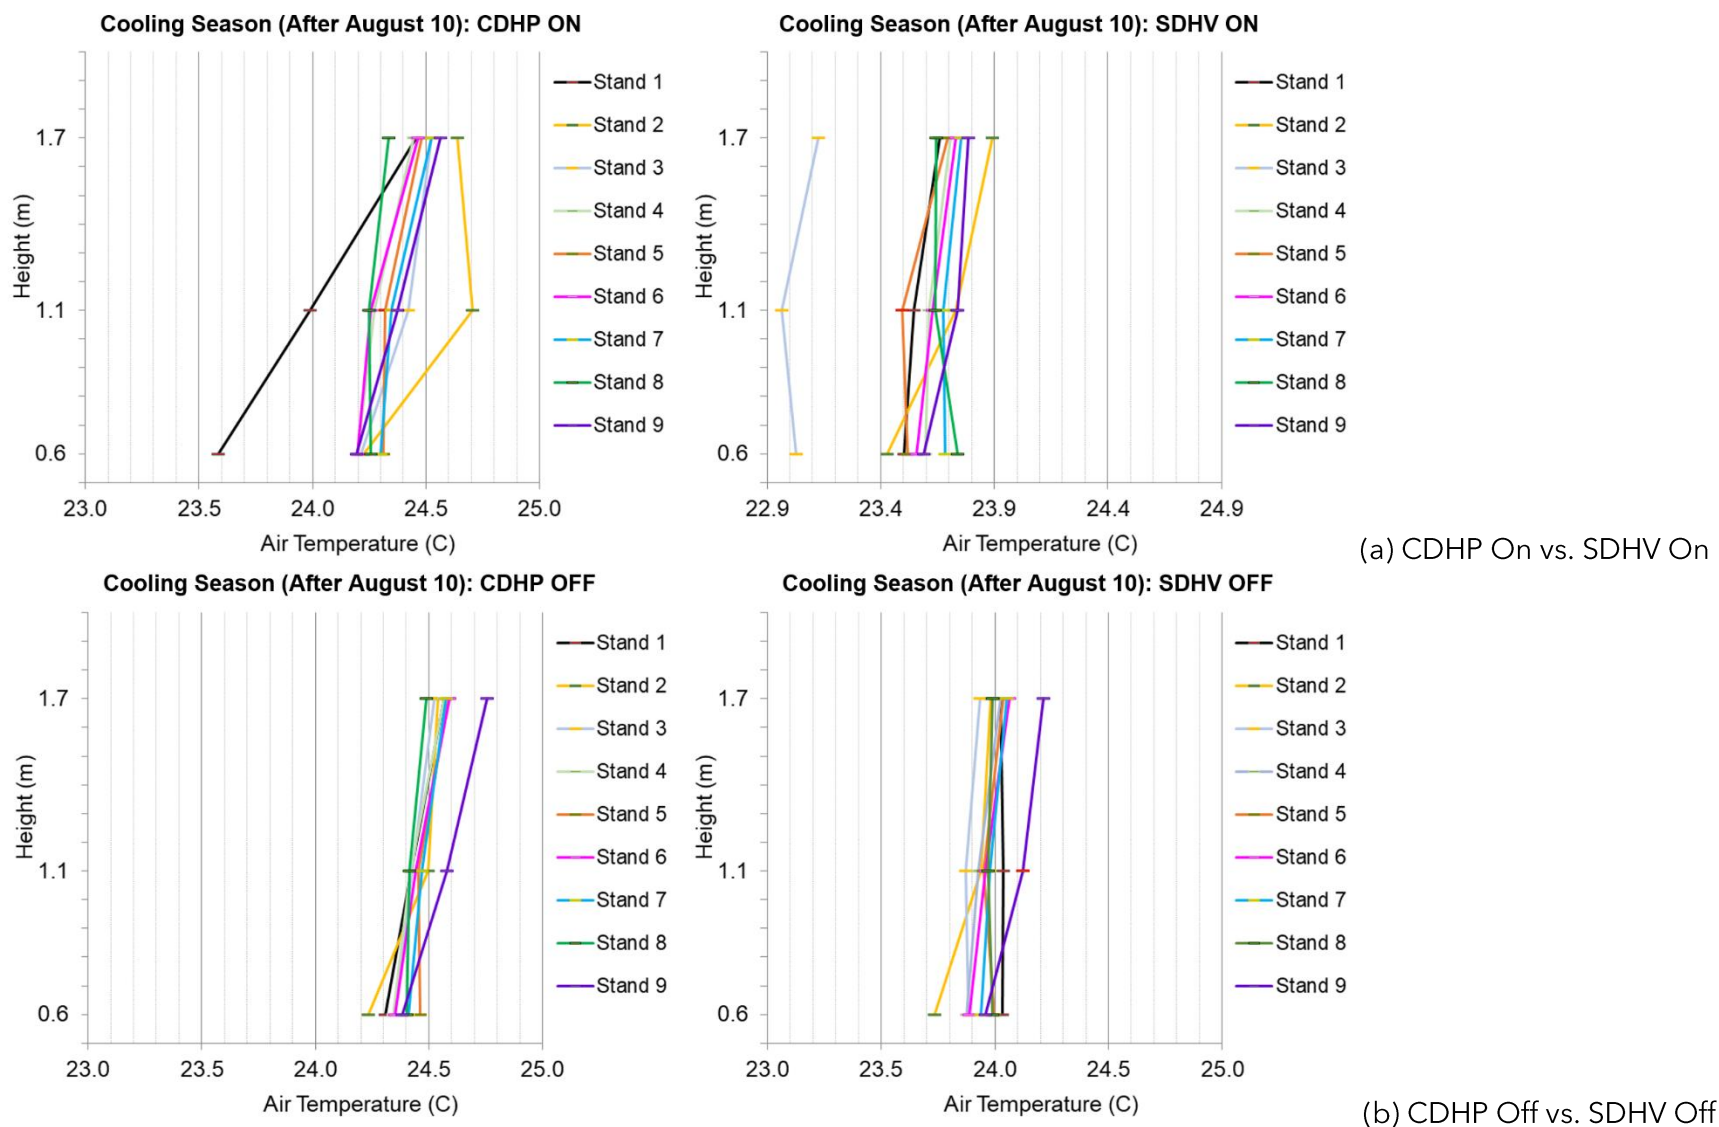 Cooling Season (After August 10): CDHP ON
Stand 1
Stand 2
Stand 3
Stand 4
Stand 5
Stand 6
Stand 7
Stand 8
Stand 9
Height (m)
1.7
1.1
0.6
23.0 23.5 24.0 24.5 25.0
Air Temperature (C)
Cooling Season (After August 10): SDHV ON
Stand 1
Stand 2
Stand 3
Stand 4
Stand 5
Stand 6
Stand 7
Stand 8
Stand 9
Height (m)
1.7
1.1
0.6
22.9 23.4 23.9 24.4 24.9
Air Temperature (C)
(a) CDHP On vs. SDHV On
Cooling Season (After August 10): CDHP OFF
Stand 1
Stand 2
Stand 3
Stand 4
Stand 5
Stand 6
Stand 7
Stand 8
Stand 9
Height (m)
1.7
1.1
0.6
23.0 23.5 24.0 24.5 25.0
Air Temperature (C)
Cooling Season (After August 10): SDHV OFF
Stand 1
Stand 2
Stand 3
Stand 4
Stand 5
Stand 6
Stand 7
Stand 8
Stand 9
Height (m)
1.7
1.1
0.6
23.0 23.5 24.0 24.5 25.0
Air Temperature (C)
(b) CDHP Off vs. SDHV Off